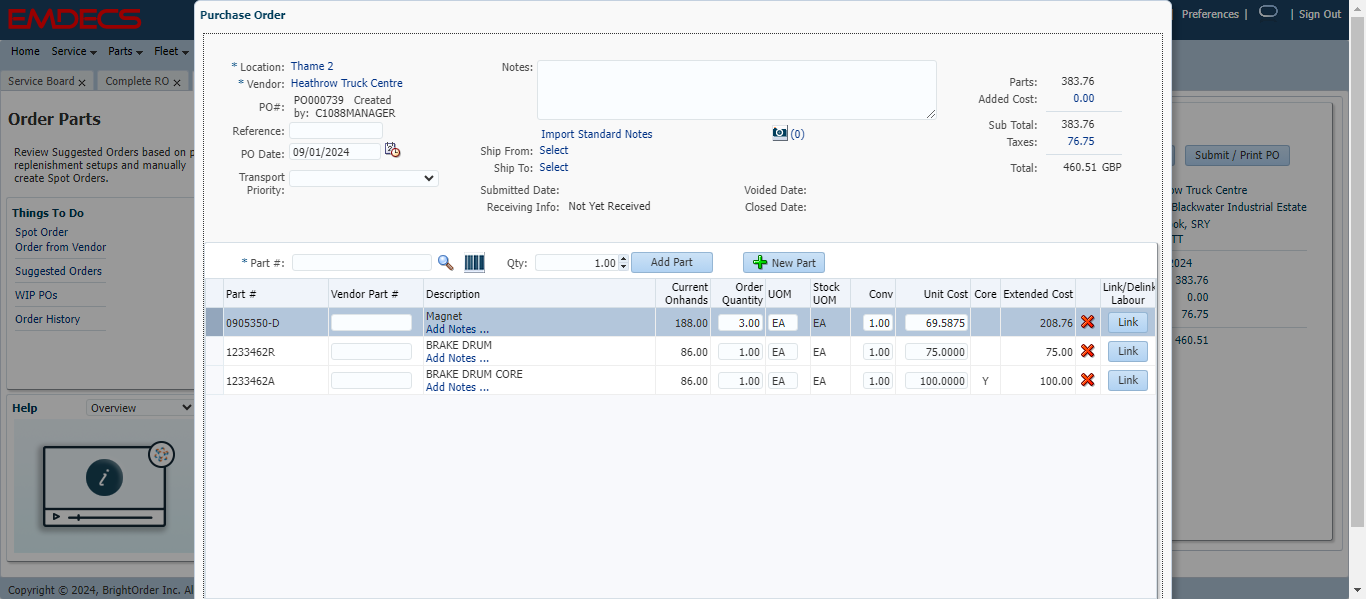 EMDECS
Preferences | | Sign Out
Home Service Parts Fleet
Service Board x Complete RO x
Order Parts
Review Suggested Orders based on p
replenishment setups and manually
create Spot Orders.
Things To Do
Spot Order
Order from Vendor
Suggested Orders
WIP POs
Order History
Help Overview
Copyright © 2024, BrightOrder Inc. Al
Purchase Order
* Location: Thame 2
* Vendor: Heathrow Truck Centre
PO#: PO000739 Created
by: C1088MANAGER
Reference:
PO Date: 09/01/2024
Transport
Priority:
Notes:
Import Standard Notes (0)
Ship From: Select
Ship To: Select
Submitted Date: Voided Date:
Receiving Info: Not Yet Received Closed Date:
Parts: 383.76
Added Cost: 0.00
Sub Total: 383.76
Taxes: 76.75
Total: 460.51 GBP
* Part #: Qty: 1.00 Add Part New Part
Part # Vendor Part # Description Current Onhands Order Quantity UOM Stock UOM Conv Unit Cost Core Extended Cost Link/Delink Labour
0905350-D Magnet 188.00 3.00 EA EA 1.00 69.5875 208.76 Link
Add Notes ...
1233462R BRAKE DRUM 86.00 1.00 EA EA 1.00 75.0000 75.00 Link
Add Notes ...
1233462A BRAKE DRUM CORE 86.00 1.00 EA EA 1.00 100.0000 Y 100.00 Link
Add Notes ...
Submit / Print PO
w Truck Centre
Blackwater Industrial Estate
ok, SRY
TT
2024
383.76
0.00
76.75
460.51